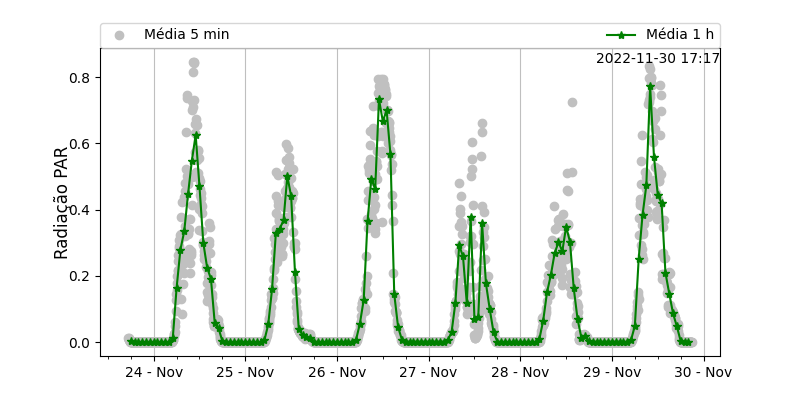 Média 5 min
Média 1 h
2022-11-30 17:17
Radiação PAR
0.8
0.6
0.4
0.2
0.0
24 - Nov
25 - Nov
26 - Nov
27 - Nov
28 - Nov
29 - Nov
30 - Nov